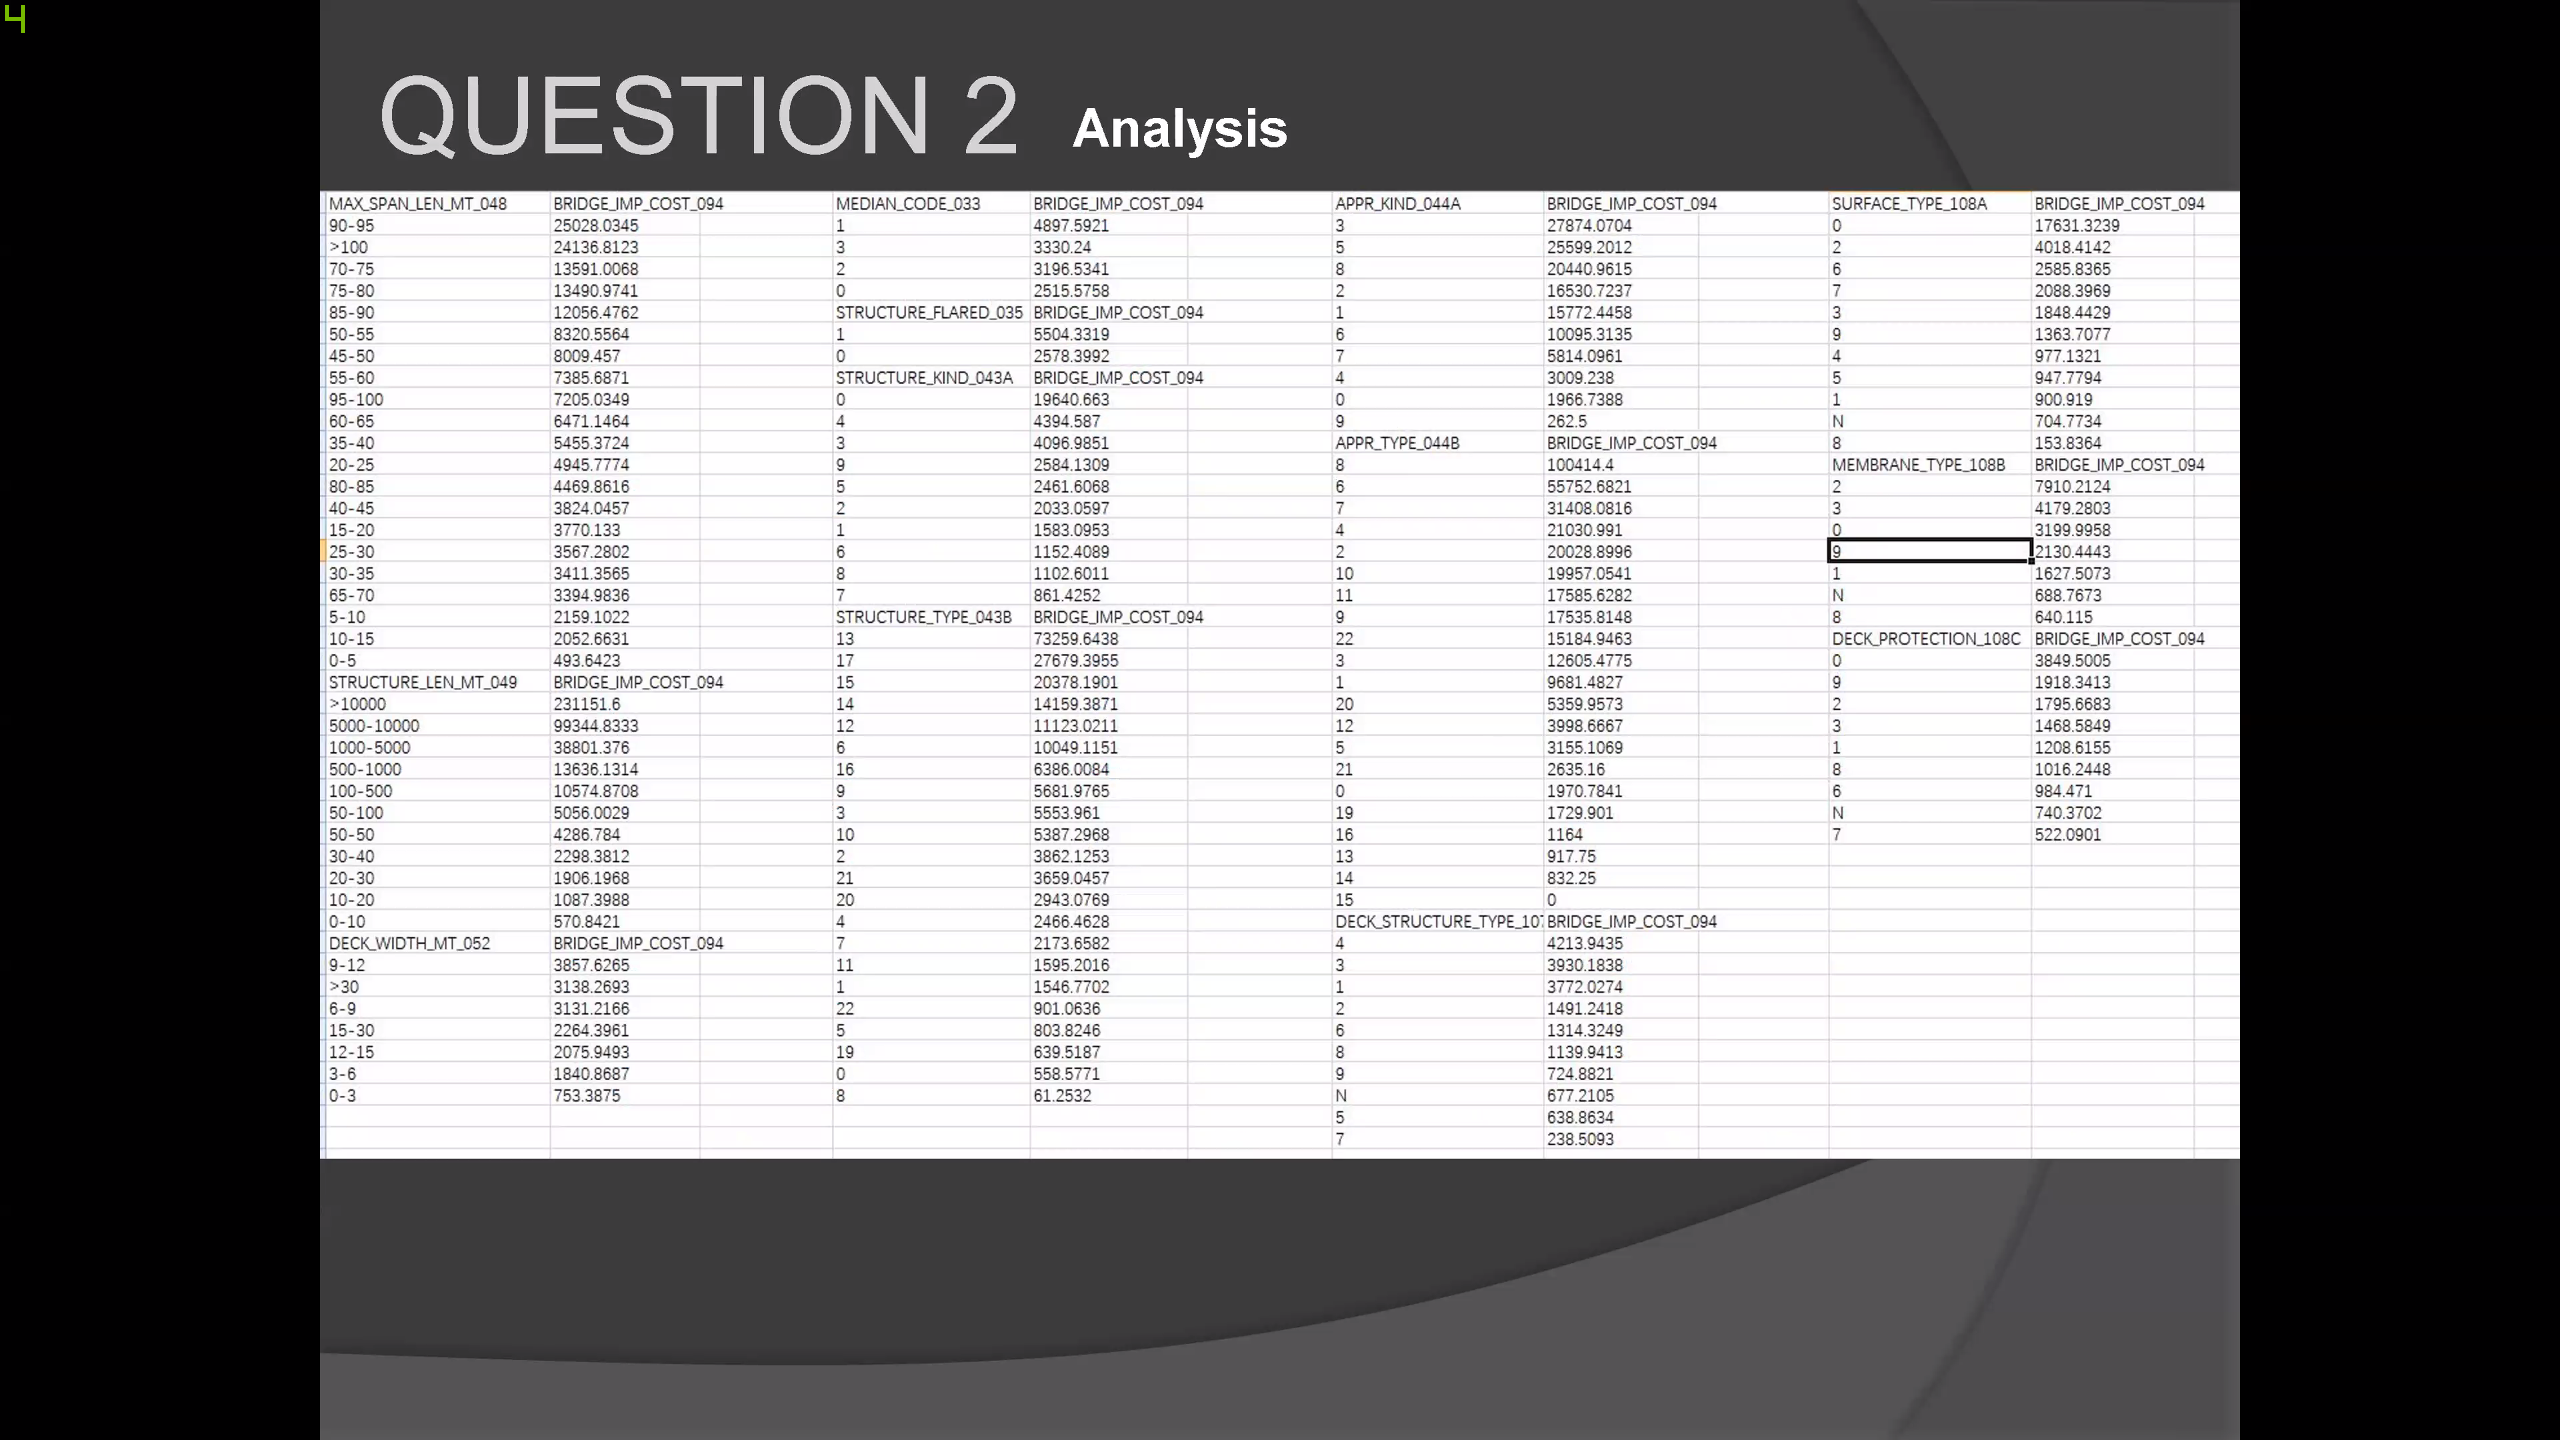 4
QUESTION 2 Analysis
MAX_SPAN_LEN_MT_048 BRIDGE_IMP_COST_094 MEDIAN_CODE_033 BRIDGE_IMP_COST_094 APPR_KIND_044A BRIDGE_IMP_COST_094 SURFACE_TYPE_108A BRIDGE_IMP_COST_094
90-95 25028.0345 1 4897.5921 3 27874.0704 0 17631.3239
>100 24136.8123 3 3330.24 5 25599.2012 2 4018.4142
70-75 13591.0068 2 3196.5341 8 20440.9615 6 2585.8365
75-80 13490.9741 0 2515.5758 2 16530.7237 7 2088.3969
85-90 12056.4762 STRUCTURE_FLARED_035 BRIDGE_IMP_COST_094 1 15772.4458 3 1848.4429
50-55 8320.5564 1 5504.3319 6 10095.3135 9 1363.7077
45-50 8009.457 0 2578.3992 7 5814.0961 4 977.1321
55-60 7385.6871 STRUCTURE_KIND_043A BRIDGE_IMP_COST_094 4 3009.238 5 947.7794
95-100 7205.0349 0 19640.663 0 1966.7388 1 900.919
60-65 6471.1464 4 4394.587 9 262.5 N 704.7734
35-40 5455.3724 3 4096.9851 APPR_TYPE_044B BRIDGE_IMP_COST_094 8 153.8364
20-25 4945.7774 9 2584.1309 8 100414.4 MEMBRANE_TYPE_108B BRIDGE_IMP_COST_094
80-85 4469.8616 5 2461.6068 6 55752.6821 2 7910.2124
40-45 3824.0457 2 2033.0597 7 31408.0816 3 4179.2803
15-20 3770.133 1 1583.0953 4 21030.991 0 3199.9958
25-30 3567.2802 6 1152.4089 2 20028.8996 9 2130.4443
30-35 3411.3565 8 1102.6011 10 19957.0541 1 1627.5073
65-70 3394.9836 7 861.4252 11 17585.6282 N 688.7673
5-10 2159.1022 STRUCTURE_TYPE_043B BRIDGE_IMP_COST_094 9 17535.8148 8 640.115
10-15 2052.6631 13 73259.6438 22 15184.9463 DECK_PROTECTION_108C BRIDGE_IMP_COST_094
0-5 493.6423 17 27679.3955 3 12605.4775 0 3849.5005
STRUCTURE_LEN_MT_049 BRIDGE_IMP_COST_094 15 20378.1901 1 9681.4827 9 1918.3413
>10000 231151.6 14 14159.3871 20 5359.9573 2 1795.6683
5000-10000 99344.8333 12 11123.0211 12 3998.6667 3 1468.5849
1000-5000 38801.376 6 10049.1151 5 3155.1069 1 1208.6155
500-1000 13636.1314 16 6386.0084 21 2635.16 8 1016.2448
100-500 10574.8708 9 5681.9765 0 1970.7841 6 984.471
50-100 5056.0029 3 5553.961 19 1729.901 N 740.3702
50-50 4286.784 10 5387.2968 16 1164 7 522.0901
30-40 2298.3812 2 3862.1253 13 917.75
20-30 1906.1968 21 3659.0457 14 832.25
10-20 1087.3988 20 2943.0769 15 0
0-10 570.8421 4 2466.4628 DECK_STRUCTURE_TYPE_107 BRIDGE_IMP_COST_094
DECK_WIDTH_MT_052 BRIDGE_IMP_COST_094 7 2173.6582 4 4213.9435
9-12 3857.6265 11 1595.2016 3 3930.1838
>30 3138.2693 1 1546.7702 1 3772.0274
6-9 3131.2166 22 901.0636 2 1491.2418
15-30 2264.3961 5 803.8246 6 1314.3249
12-15 2075.9493 19 639.5187 8 1139.9413
3-6 1840.8687 0 558.5771 9 724.8821
0-3 753.3875 8 61.2532 N 677.2105
5 638.8634
7 238.5093